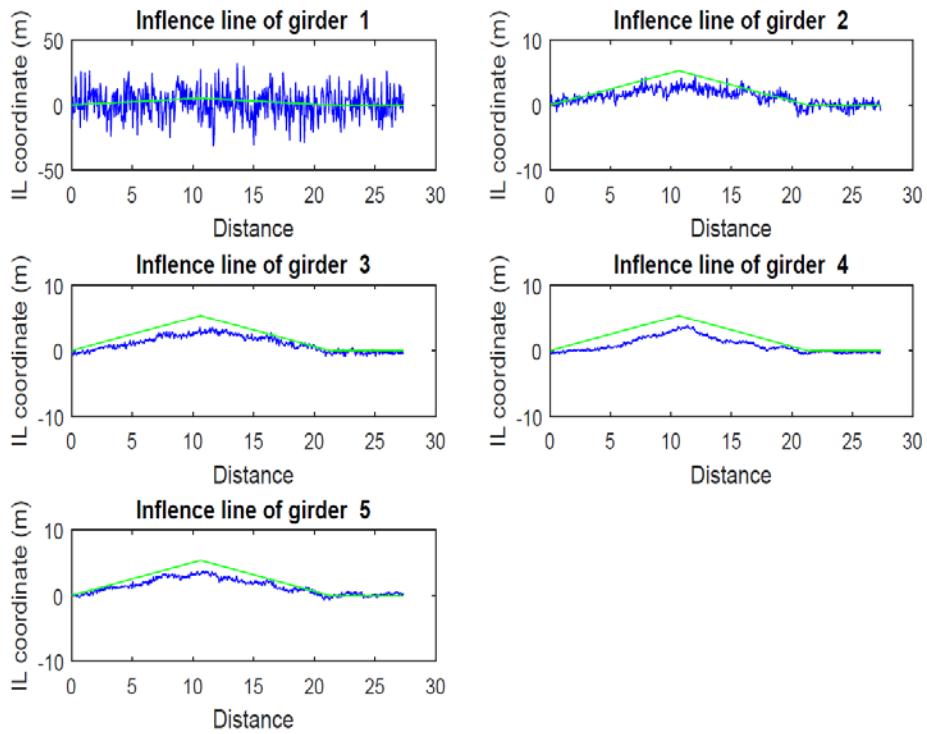 Inflence line of girder 1
IL coordinate (m)
50
0
-50
0 5 10 15 20 25 30
Distance
Inflence line of girder 2
IL coordinate (m)
10
0
-10
0 5 10 15 20 25 30
Distance
Inflence line of girder 3
IL coordinate (m)
10
0
-10
0 5 10 15 20 25 30
Distance
Inflence line of girder 4
IL coordinate (m)
10
0
-10
0 5 10 15 20 25 30
Distance
Inflence line of girder 5
IL coordinate (m)
10
0
-10
0 5 10 15 20 25 30
Distance